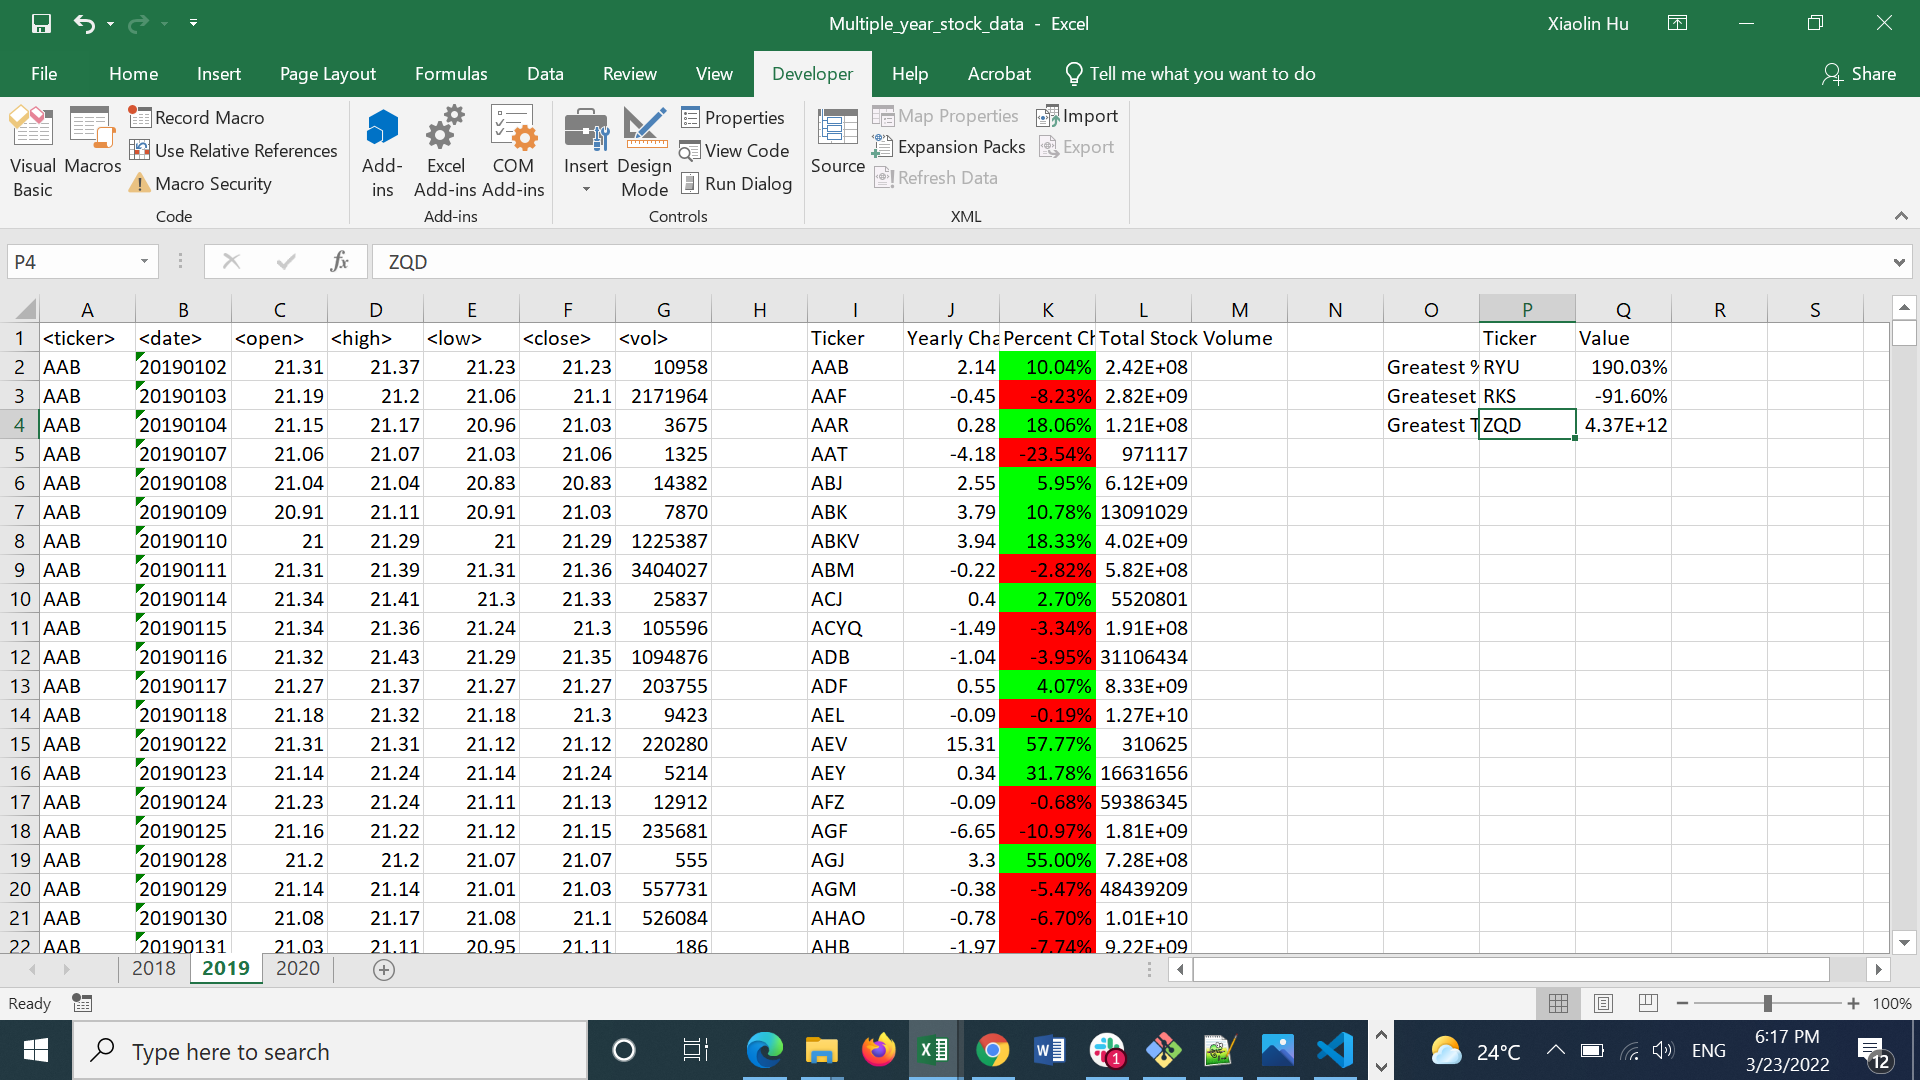 Multiple_year_stock_data - Excel Xiaolin Hu
File Home Insert Page Layout Formulas Data Review View Developer Help Acrobat Tell me what you want to do Share
Visual Basic
Macros
Record Macro
Use Relative References
Macro Security
Code
Add-ins
Excel Add-ins
COM Add-ins
Add-ins
Insert
Design Mode
Properties
View Code
Run Dialog
Controls
Source
Map Properties
Expansion Packs
Refresh Data
Import
Export
XML
P4 fx ZQD
A B C D E F G H I J K L M N O P Q R S
1 <ticker> <date> <open> <high> <low> <close> <vol> Ticker Yearly Cha Percent Ch Total Stock Volume Ticker Value
2 AAB 20190102 21.31 21.37 21.23 21.23 10958 AAB 2.14 10.04% 2.42E+08 Greatest % RYU 190.03%
3 AAB 20190103 21.19 21.2 21.06 21.1 2171964 AAF -0.45 -8.23% 2.82E+09 Greateset RKS -91.60%
4 AAB 20190104 21.15 21.17 20.96 21.03 3675 AAR 0.28 18.06% 1.21E+08 Greatest T ZQD 4.37E+12
5 AAB 20190107 21.06 21.07 21.03 21.06 1325 AAT -4.18 -23.54% 971117
6 AAB 20190108 21.04 21.04 20.83 20.83 14382 ABJ 2.55 5.95% 6.12E+09
7 AAB 20190109 20.91 21.11 20.91 21.03 7870 ABK 3.79 10.78% 13091029
8 AAB 20190110 21 21.29 21 21.29 1225387 ABKV 3.94 18.33% 4.02E+09
9 AAB 20190111 21.31 21.39 21.31 21.36 3404027 ABM -0.22 -2.82% 5.82E+08
10 AAB 20190114 21.34 21.41 21.3 21.33 25837 ACJ 0.4 2.70% 5520801
11 AAB 20190115 21.34 21.36 21.24 21.3 105596 ACYQ -1.49 -3.34% 1.91E+08
12 AAB 20190116 21.32 21.43 21.29 21.35 1094876 ADB -1.04 -3.95% 31106434
13 AAB 20190117 21.27 21.37 21.27 21.27 203755 ADF 0.55 4.07% 8.33E+09
14 AAB 20190118 21.18 21.32 21.18 21.3 9423 AEL -0.09 -0.19% 1.27E+10
15 AAB 20190122 21.31 21.31 21.12 21.12 220280 AEV 15.31 57.77% 310625
16 AAB 20190123 21.14 21.24 21.14 21.24 5214 AEY 0.34 31.78% 16631656
17 AAB 20190124 21.23 21.24 21.11 21.13 12912 AFZ -0.09 -0.68% 59386345
18 AAB 20190125 21.16 21.22 21.12 21.15 235681 AGF -6.65 -10.97% 1.81E+09
19 AAB 20190128 21.2 21.2 21.07 21.07 555 AGJ 3.3 55.00% 7.28E+08
20 AAB 20190129 21.14 21.14 21.01 21.03 557731 AGM -0.38 -5.47% 48439209
21 AAB 20190130 21.08 21.17 21.08 21.1 526084 AHAO -0.78 -6.70% 1.01E+10
22 AAB 20190131 21.03 21.11 20.95 21.11 186 AHB -1.97 -7.74% 9.22E+09
2018 2019 2020
Ready 100%
Type here to search 1 24°C ENG 6:17 PM
3/23/2022 12